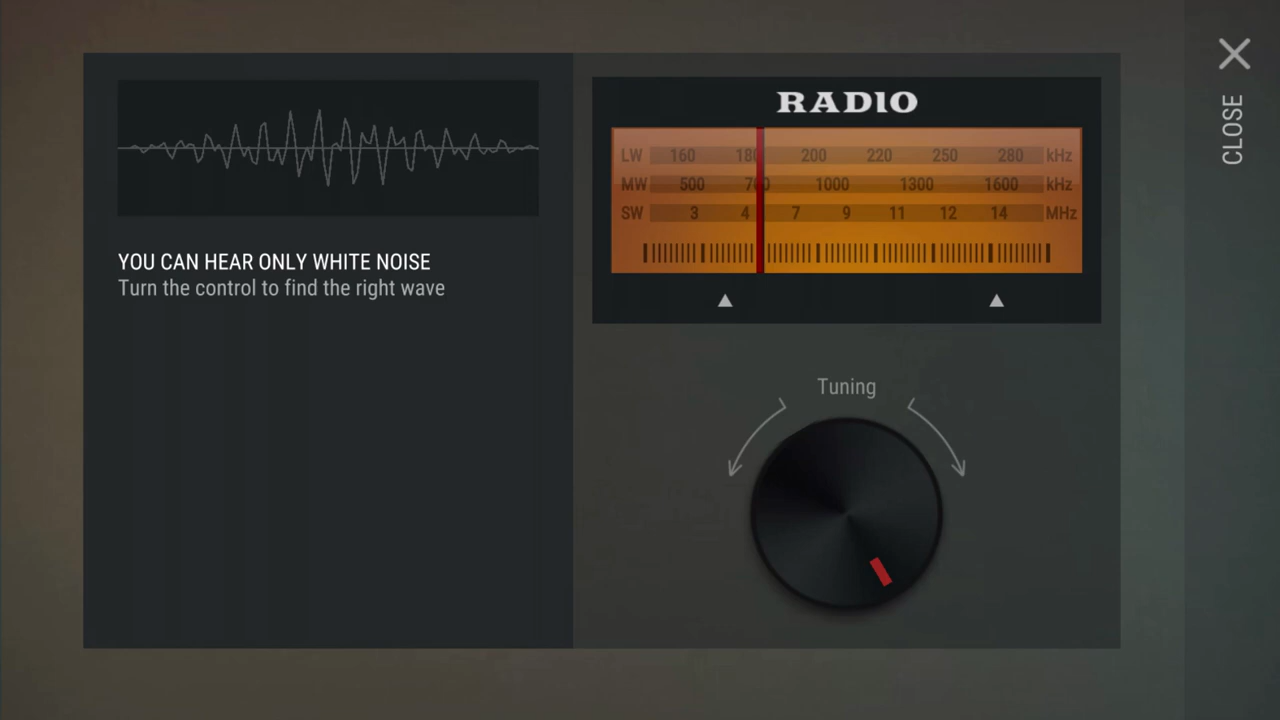 RADIO
LW 160 180 200 220 250 280 kHz
MW 500 700 1000 1300 1600 kHz
SW 3 4 7 9 11 12 14 MHz
YOU CAN HEAR ONLY WHITE NOISE
Turn the control to find the right wave
Tuning
CLOSE